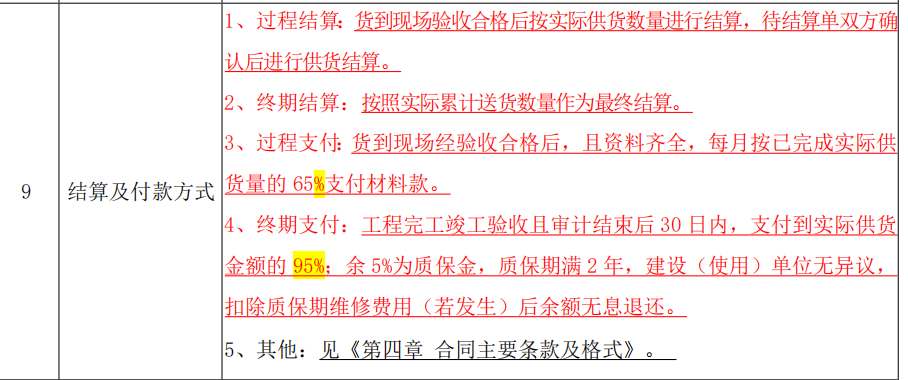 1、过程结算：货到现场验收合格后按实际供货数量进行结算，待结算单双方确
认后进行供货结算。
2、终期结算：按照实际累计送货数量作为最终结算。
3、过程支付：货到现场经验收合格后，且资料齐全，每月按已完成实际供
9 结算及付款方式 货量的 65%支付材料款。
4、终期支付：工程完工竣工验收且审计结束后 30 日内，支付到实际供货
金额的 95%；余 5%为质保金，质保期满 2 年，建设（使用）单位无异议，
扣除质保期维修费用（若发生）后余额无息退还。
5、其他：见《第四章 合同主要条款及格式》。